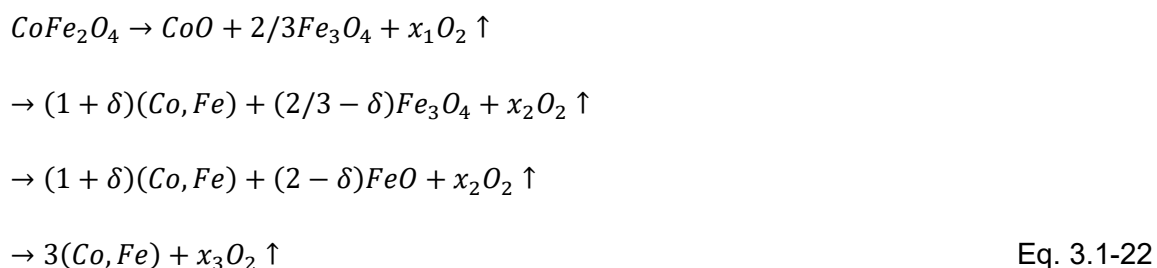 CoFe₂O₄ → CoO + 2/3Fe₃O₄ + x₁O₂ ↑
→ (1 + δ)(Co, Fe) + (2/3 − δ)Fe₃O₄ + x₂O₂ ↑
→ (1 + δ)(Co, Fe) + (2 − δ)FeO + x₂O₂ ↑
→ 3(Co, Fe) + x₃O₂ ↑ Eq. 3.1-22